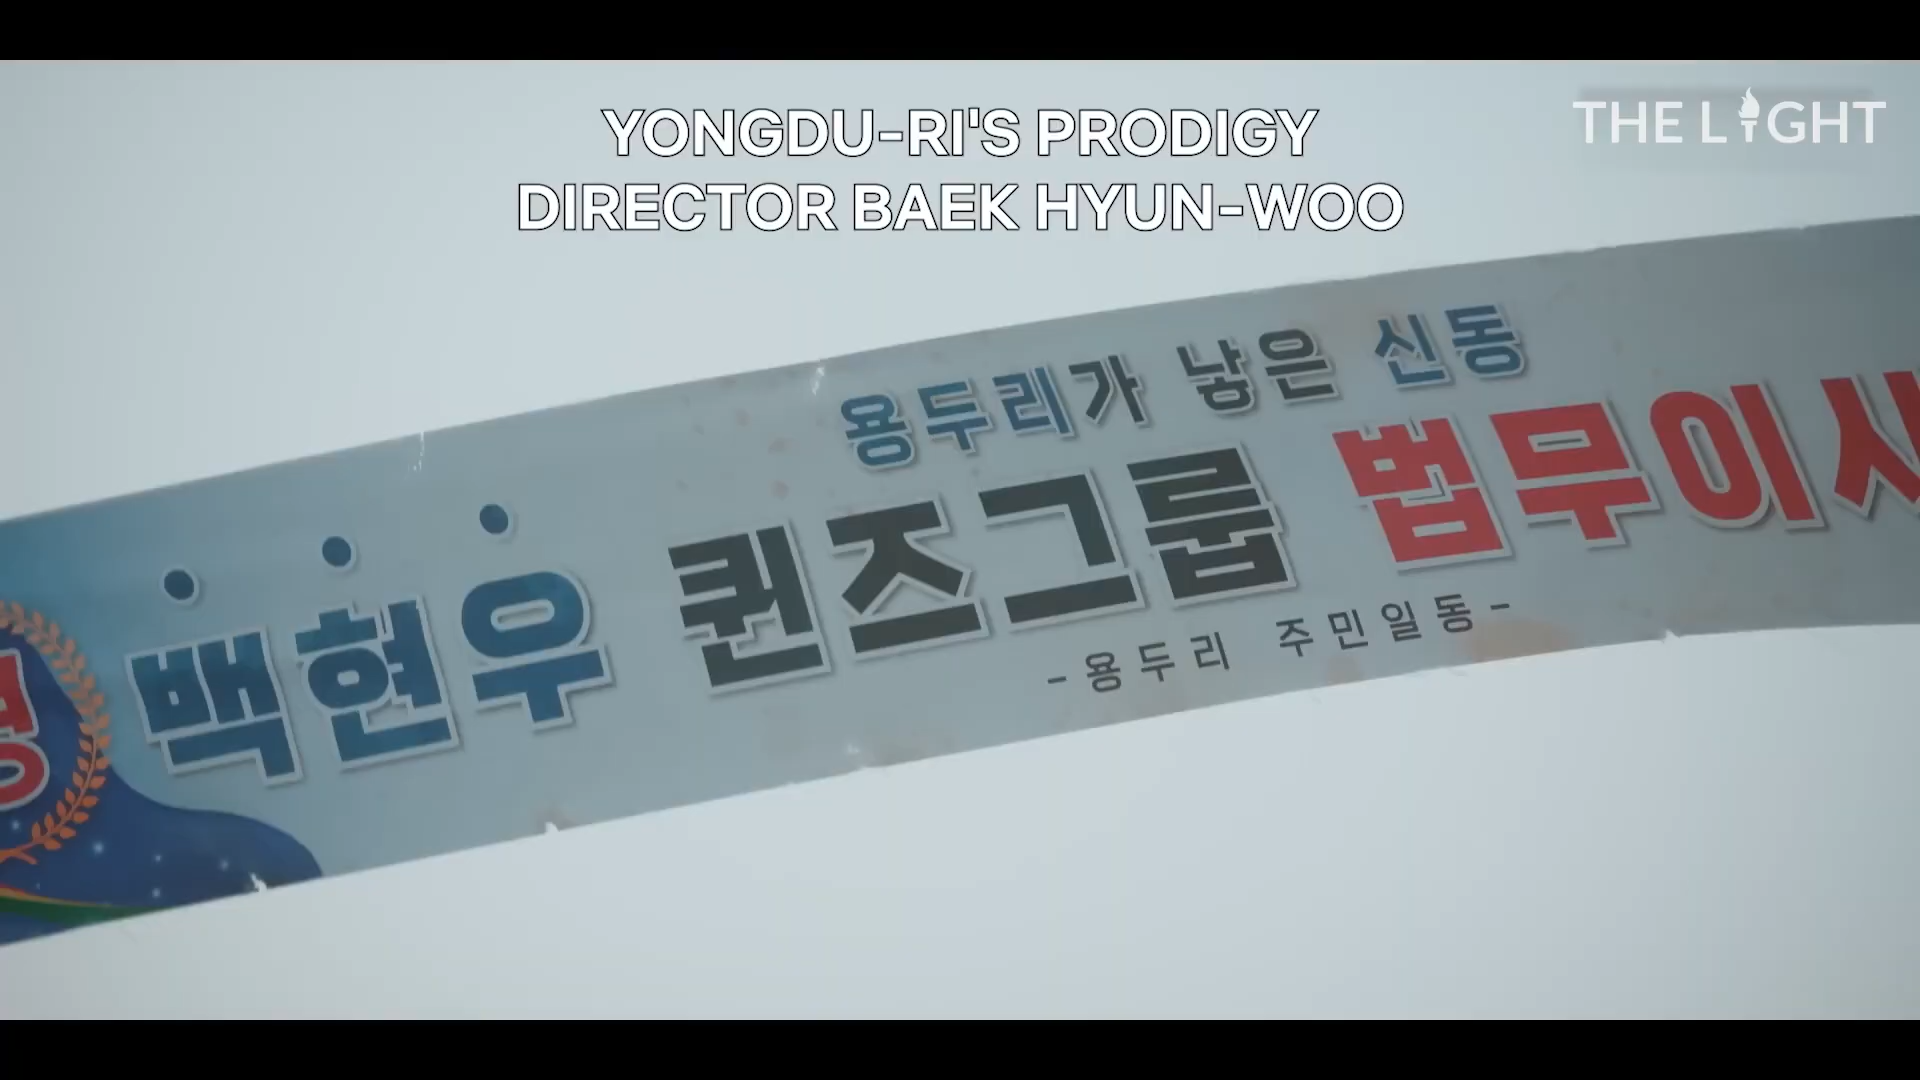 YONGDU-RI'S PRODIGY
DIRECTOR BAEK HYUN-WOO
THE LIGHT
용두리가 낳은 신동
백현우 퀸즈그룹 법무이사
-용두리 주민일동-